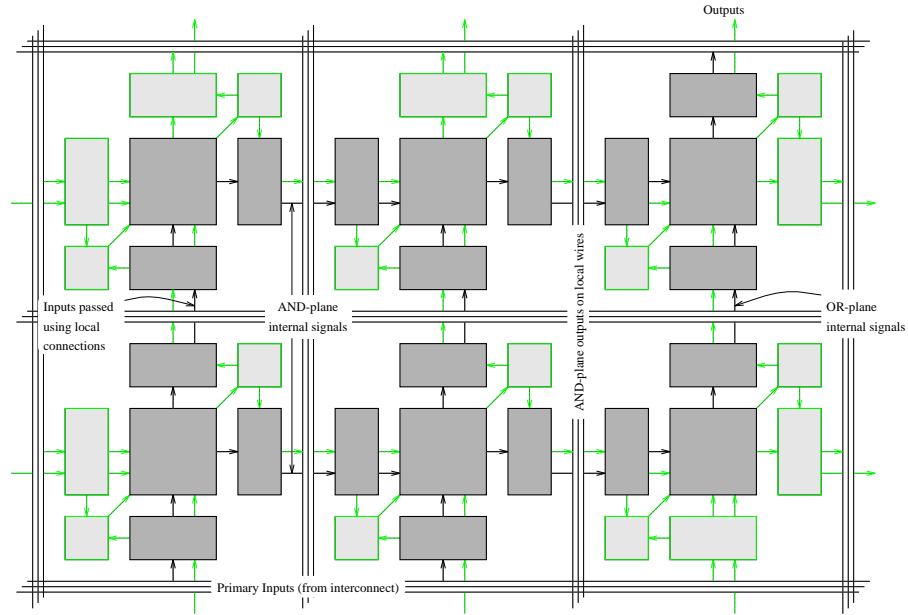 Outputs
AND-plane outputs on local wires
Inputs passed
using local
connections
AND-plane
internal signals
OR-plane
internal signals
Primary Inputs (from interconnect)